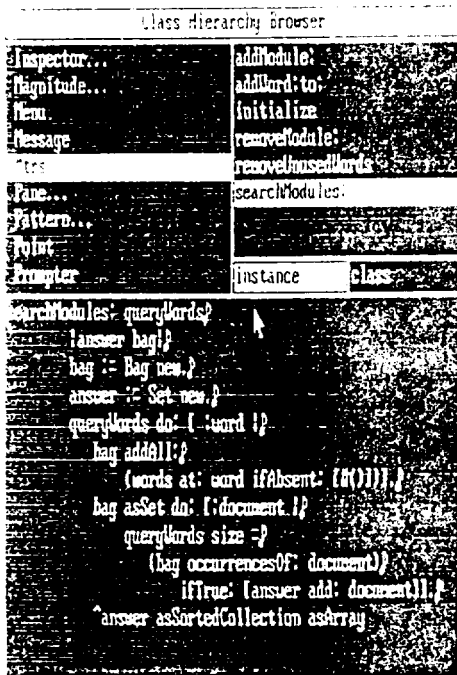 Class Hierarchy Browser
Inspector...
Magnitude...
Menu
Message
Pane...
Pattern...
Point
Prompter
addModule:
addWord:to:
initialize
removeModule:
removeUnusedWords
searchModules:
instance class
searchModules: queryWords
|answer bag|
bag := Bag new.
answer := Set new.
queryWords do: [ :word |
bag addAll:
(words at: word ifAbsent: [#()])].
bag asSet do: [:document |
queryWords size =
(bag occurrencesOf: document)
ifTrue: [answer add: document]].
^answer asSortedCollection asArray